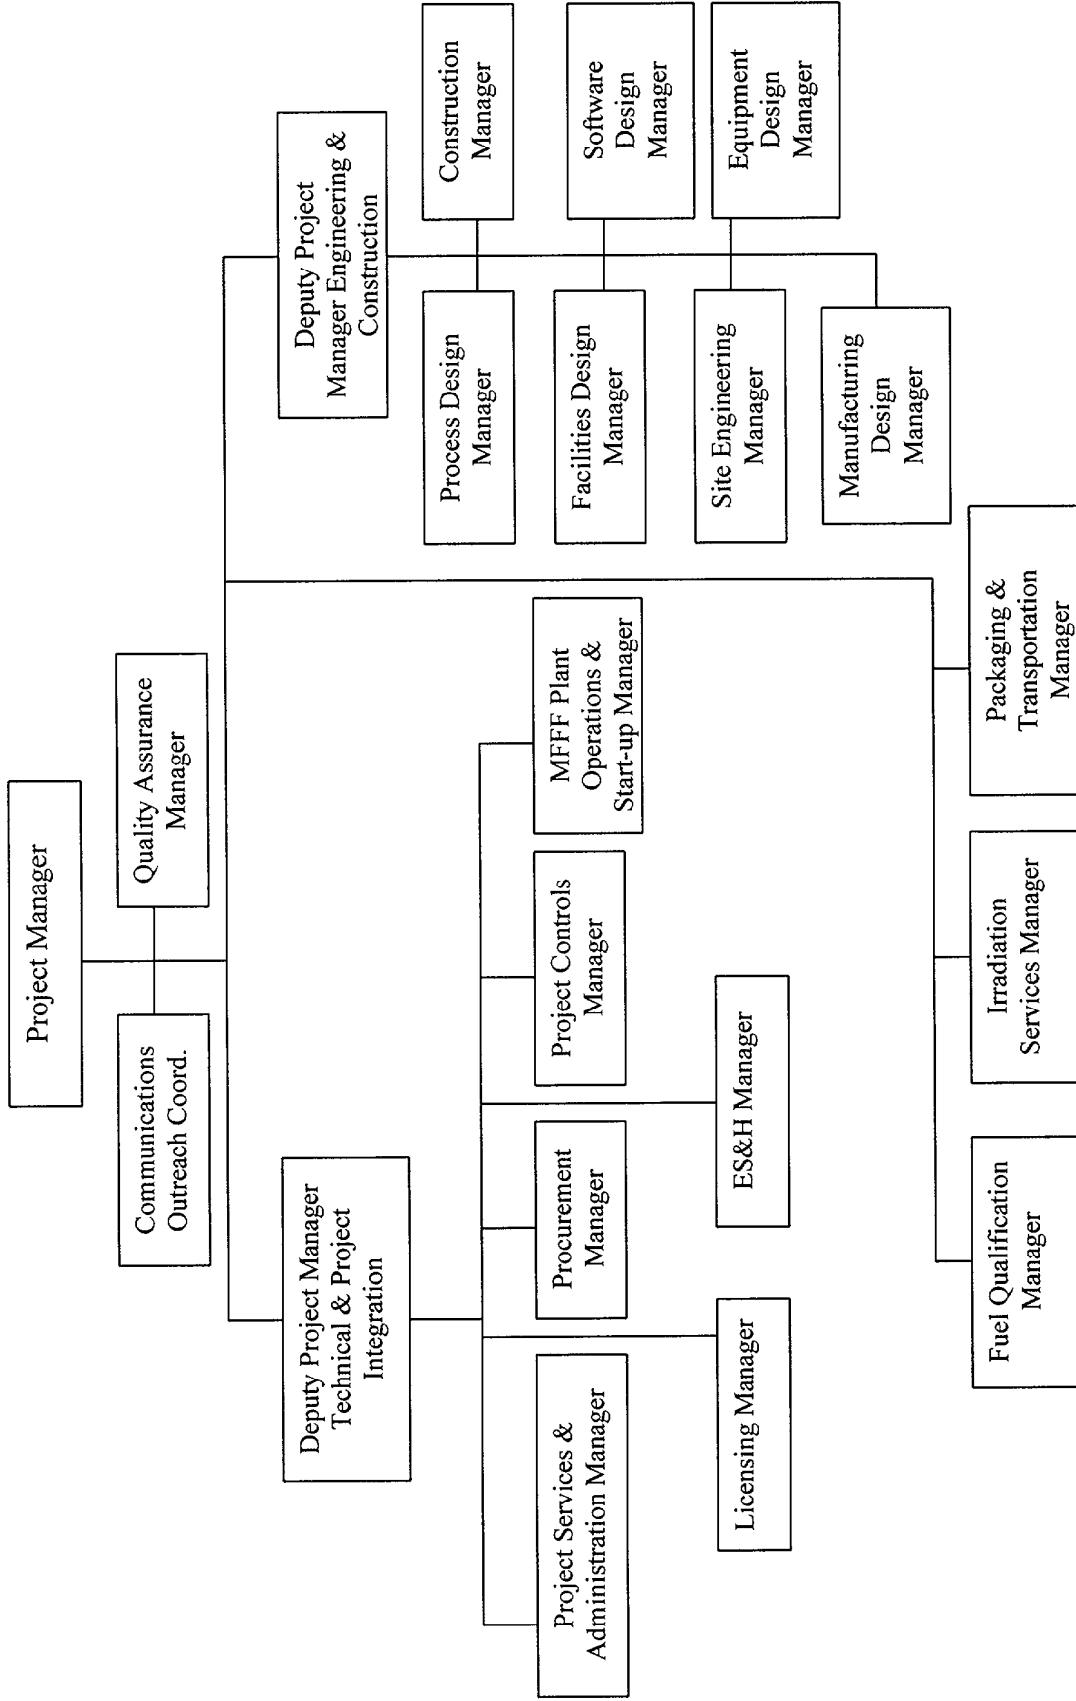 Project Manager
Communications
Outreach Coord.
Quality Assurance
Manager
Deputy Project Manager
Technical & Project
Integration
Deputy Project
Manager Engineering &
Construction
Project Services &
Administration Manager
Procurement
Manager
Project Controls
Manager
MFFF Plant
Operations &
Start-up Manager
Licensing Manager
ES&H Manager
Process Design
Manager
Construction
Manager
Facilities Design
Manager
Software
Design
Manager
Site Engineering
Manager
Equipment
Design
Manager
Manufacturing
Design
Manager
Fuel Qualification
Manager
Irradiation
Services Manager
Packaging &
Transportation
Manager